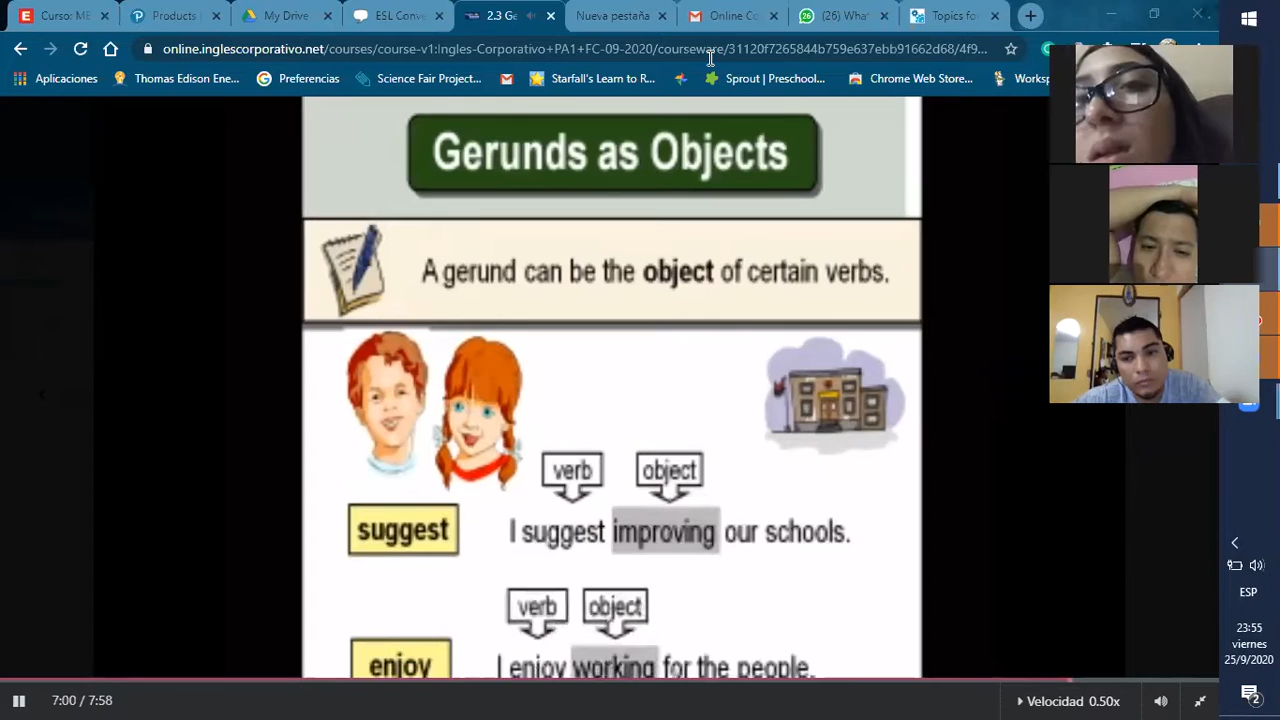 Curso: ME
Products
My Drive
ESL Conve
2.3 Ge
Nueva pestaña
Online Co
(26) What
Topics fo
online.inglescorporativo.net/courses/course-v1:Ingles-Corporativo+PA1+FC-09-2020/courseware/31120f7265844b759e637ebb91662d68/4f9...
Aplicaciones
Thomas Edison Ene...
Preferencias
Science Fair Project...
Starfall's Learn to R...
Sprout | Preschool...
Chrome Web Store...
Worksp
Gerunds as Objects
A gerund can be the object of certain verbs.
verb
object
suggest
I suggest improving our schools.
verb
object
enjoy
I enjoy working for the people.
7:00 / 7:58
Velocidad 0.50x
ESP
23:55
viernes
25/9/2020
2